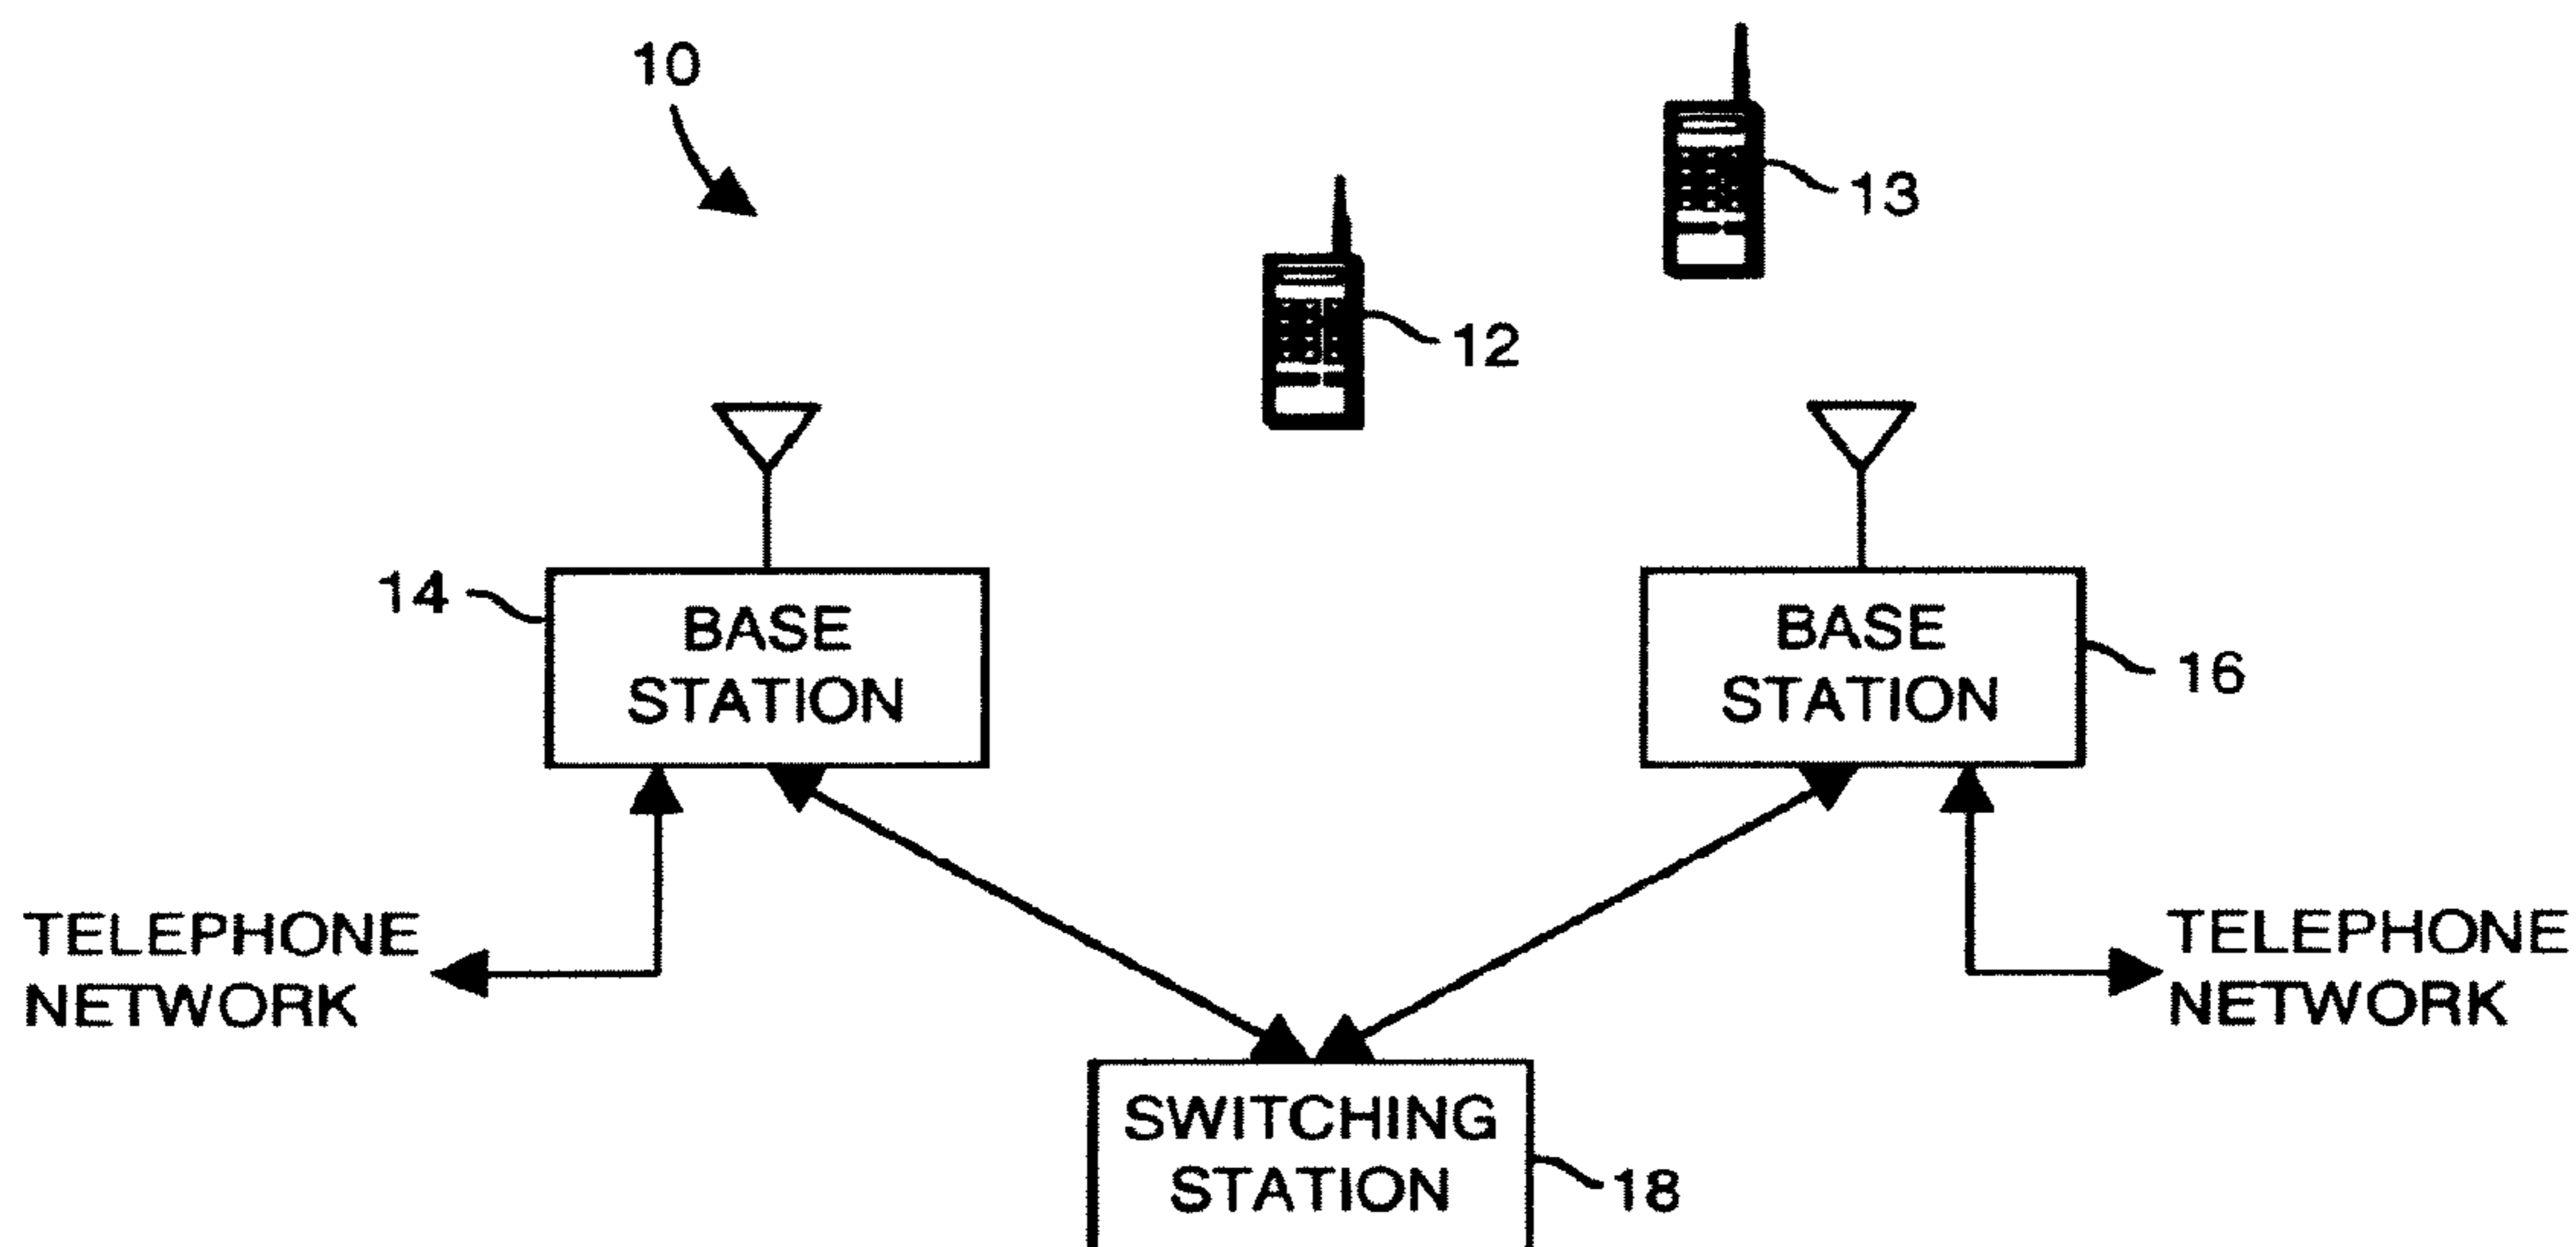 10
13
12
14
BASE
STATION
BASE
STATION
16
TELEPHONE
NETWORK
TELEPHONE
NETWORK
SWITCHING
STATION
18